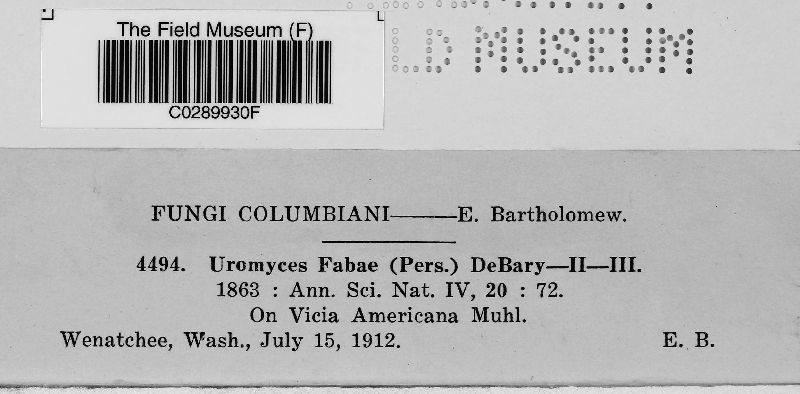 The Field Museum (F)
C0289930F
LD MUSEUM
FUNGI COLUMBIANI———E. Bartholomew.
4494. Uromyces Fabae (Pers.) DeBary—II—III.
1863 : Ann. Sci. Nat. IV, 20 : 72.
On Vicia Americana Muhl.
Wenatchee, Wash., July 15, 1912. E. B.